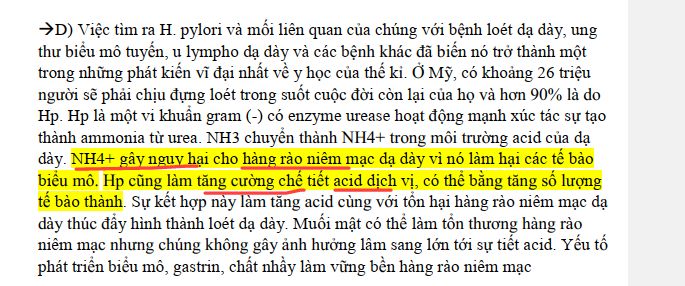 →D) Việc tìm ra H. pylori và mối liên quan của chúng với bệnh loét dạ dày, ung
thư biểu mô tuyến, u lympho dạ dày và các bệnh khác đã biến nó trở thành một
trong những phát kiến vĩ đại nhất về y học của thế kỉ. Ở Mỹ, có khoảng 26 triệu
người sẽ phải chịu đựng loét trong suốt cuộc đời còn lại của họ và hơn 90% là do
Hp. Hp là một vi khuẩn gram (-) có enzyme urease hoạt động mạnh xúc tác sự tạo
thành ammonia từ urea. NH3 chuyển thành NH4+ trong môi trường acid của dạ
dày. NH4+ gây nguy hại cho hàng rào niêm mạc dạ dày vì nó làm hại các tế bào
biểu mô. Hp cũng làm tăng cường chế tiết acid dịch vị, có thể bằng tăng số lượng
tế bào thành. Sự kết hợp này làm tăng acid cùng với tổn hại hàng rào niêm mạc dạ
dày thúc đẩy hình thành loét dạ dày. Muối mật có thể làm tổn thương hàng rào
niêm mạc nhưng chúng không gây ảnh hưởng lâm sang lớn tới sự tiết acid. Yếu tố
phát triển biểu mô, gastrin, chất nhầy làm vững bền hàng rào niêm mạc